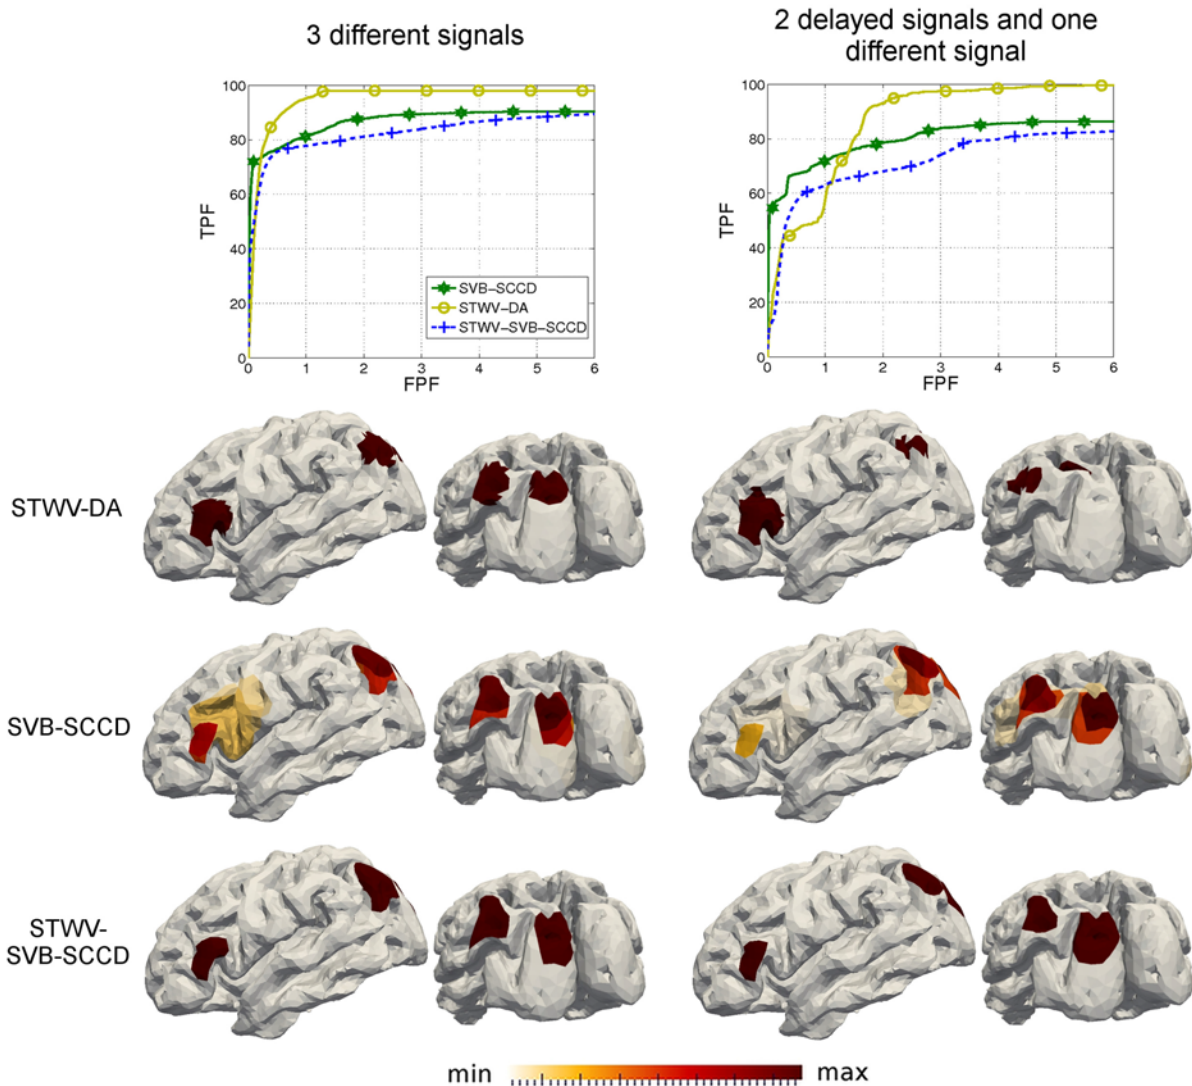 3 different signals
2 delayed signals and one
different signal
100
80
60
40
20
0
TPF
0 1 2 3 4 5 6
FPF
SVB-SCCD
STWV-DA
STWV-SVB-SCCD
100
80
60
40
20
0
TPF
0 1 2 3 4 5 6
FPF
STWV-DA
SVB-SCCD
STWV-
SVB-SCCD
min max